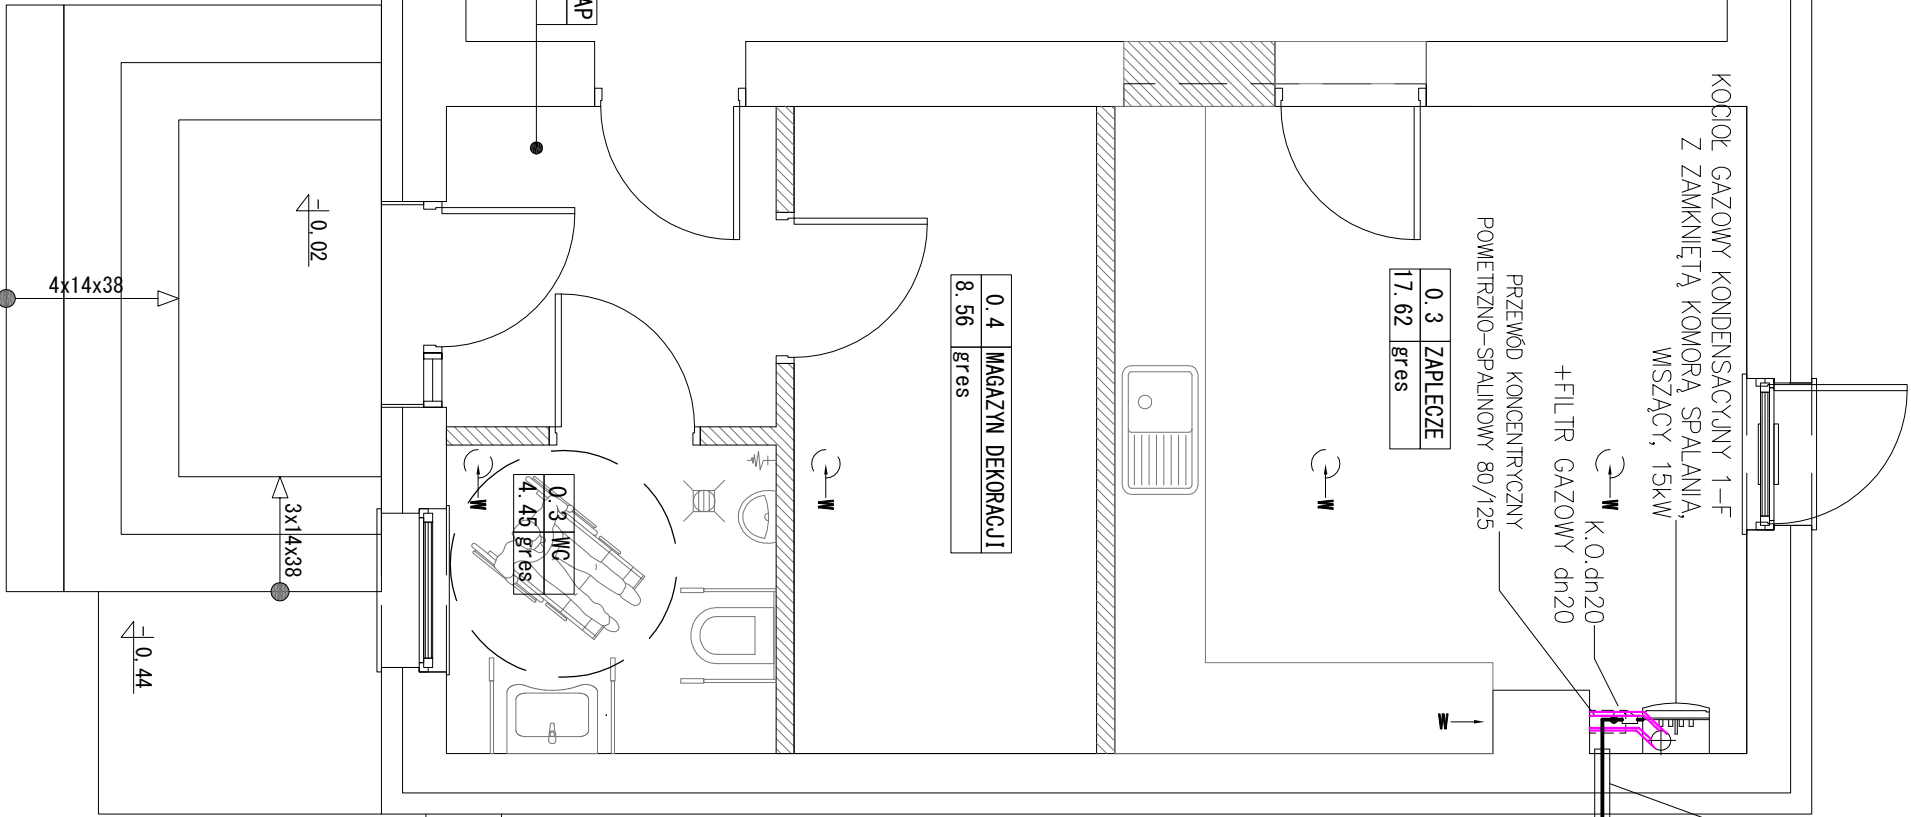 KOCIOŁ GAZOWY KONDENSACYJNY 1-F
Z ZAMKNIĘTĄ KOMORĄ SPALANIA,
WISZĄCY, 15kW
K.O.dn20
+FILTR GAZOWY dn20
PRZEWÓD KONCENTRYCZNY
POWIETRZNO-SPALINOWY 80/125
0.3 ZAPLECZE
17.62 gres
0.4 MAGAZYN DEKORACJI
8.56 gres
0.3 WC
4.45 gres
AP
W
W
W
W
W
-0.02
4x14x38
3x14x38
-0.44